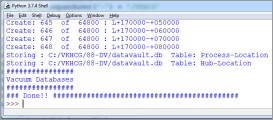 Python 3.7.4 Shell
File Edit Shell Debug Options Window Help
Create: 645 of 64800 : L+170000-+050000
Create: 646 of 64800 : L+170000-+060000
Create: 647 of 64800 : L+170000-+070000
Create: 648 of 64800 : L+170000-+080000
Storing : C:/VKHCG/88-DV/datavault.db Table: Process-Location
Storing : C:/VKHCG/88-DV/datavault.db Table: Hub-Location
################
Vacuum Databases
################
### Done!! ############################################
>>>